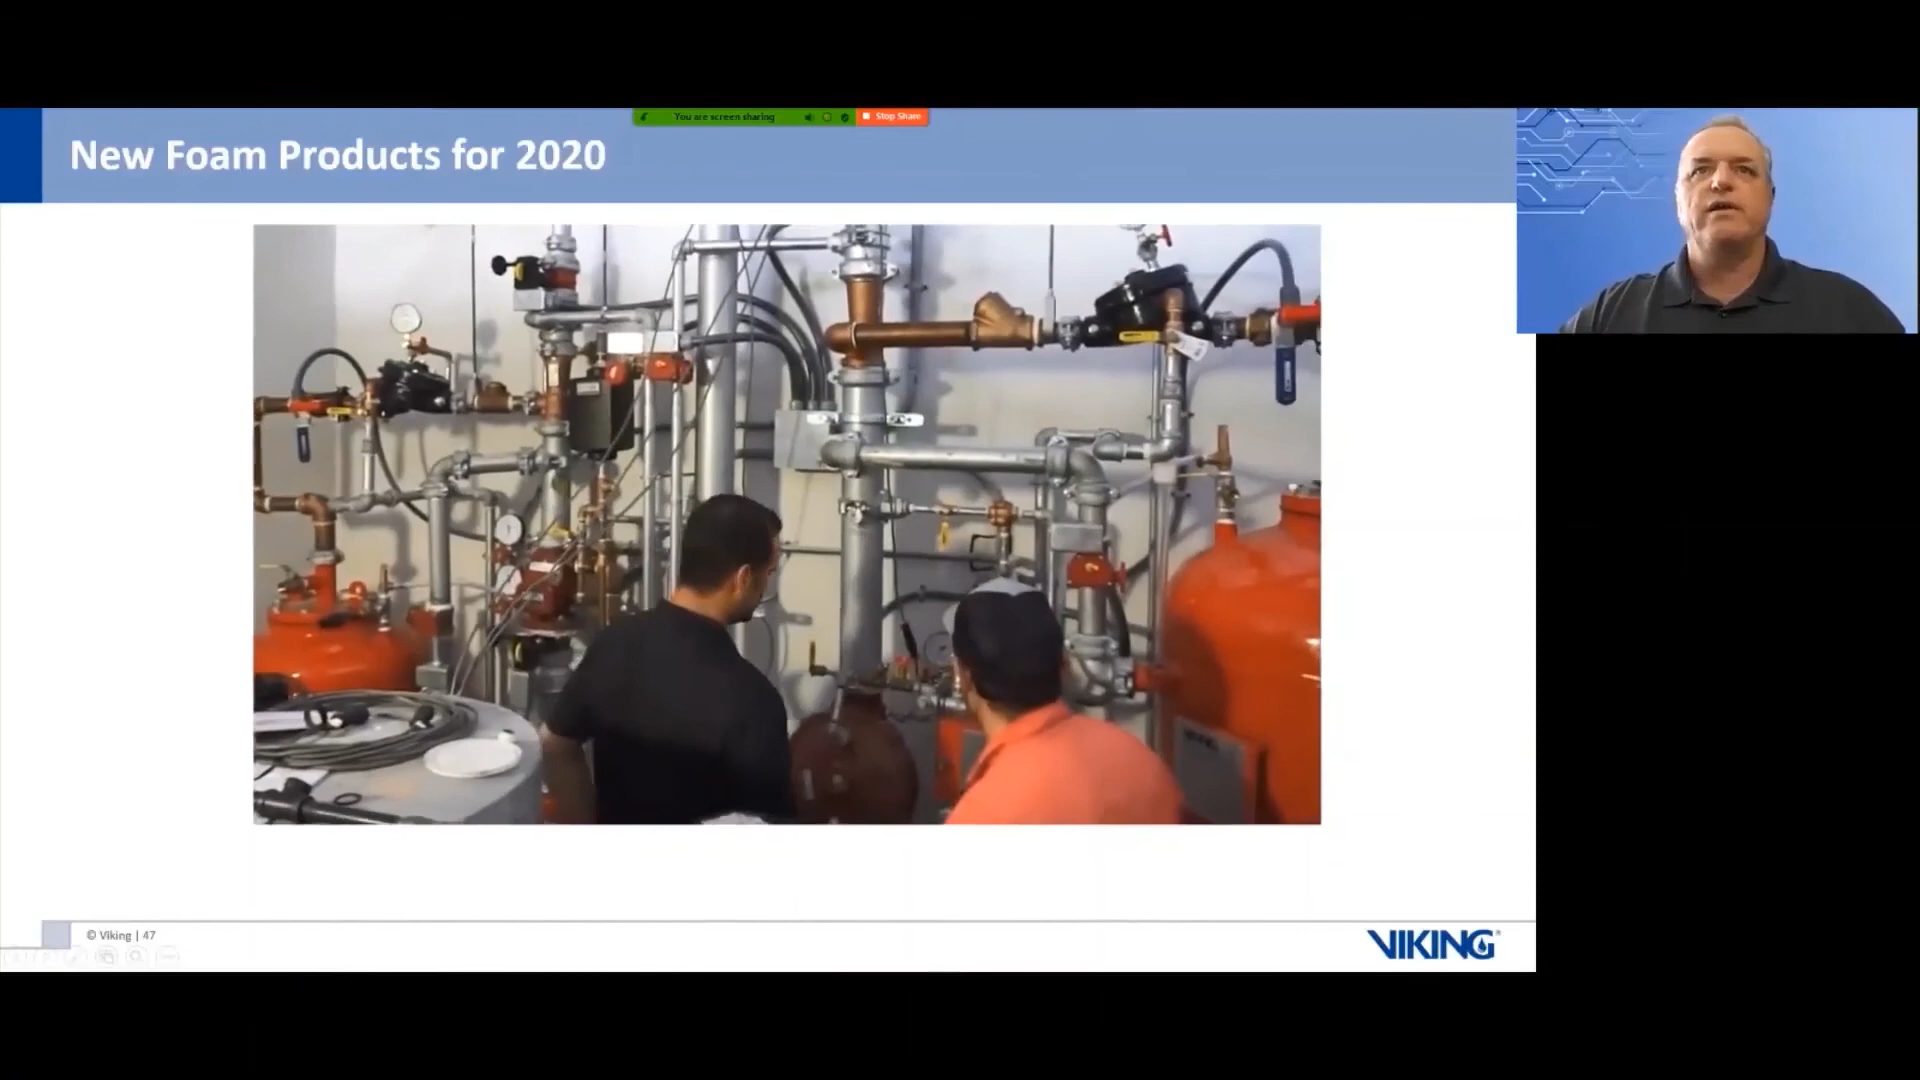 You are screen sharing
Stop Share
New Foam Products for 2020
© Viking | 47
VIKING